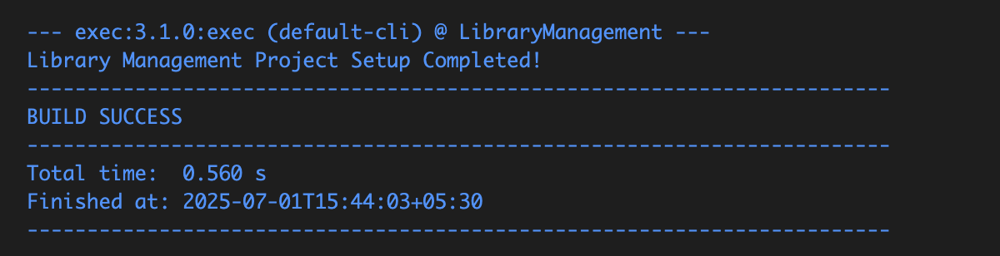 --- exec:3.1.0:exec (default-cli) @ LibraryManagement ---
Library Management Project Setup Completed!
------------------------------------------------------------------------
BUILD SUCCESS
------------------------------------------------------------------------
Total time:  0.560 s
Finished at: 2025-07-01T15:44:03+05:30
------------------------------------------------------------------------